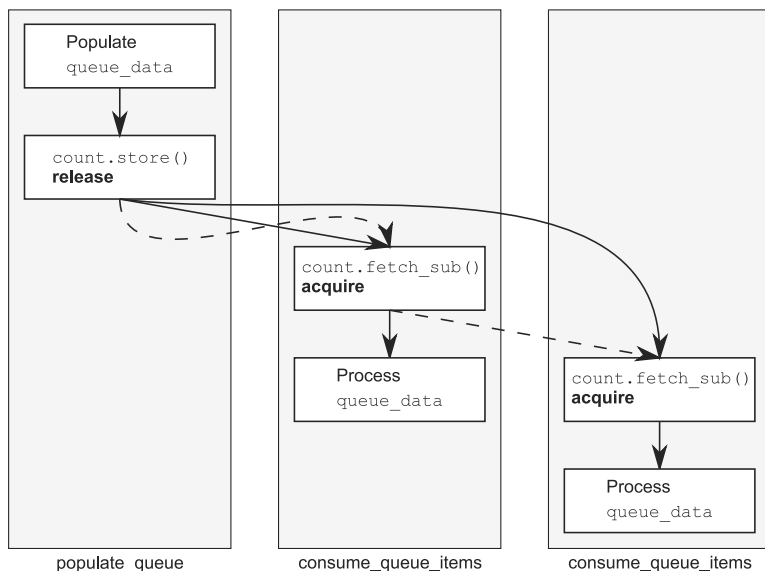 Populate
queue_data
count.store()
release
count.fetch_sub()
acquire
Process
queue_data
count.fetch_sub()
acquire
Process
queue_data
populate_queue
consume_queue_items
consume_queue_items